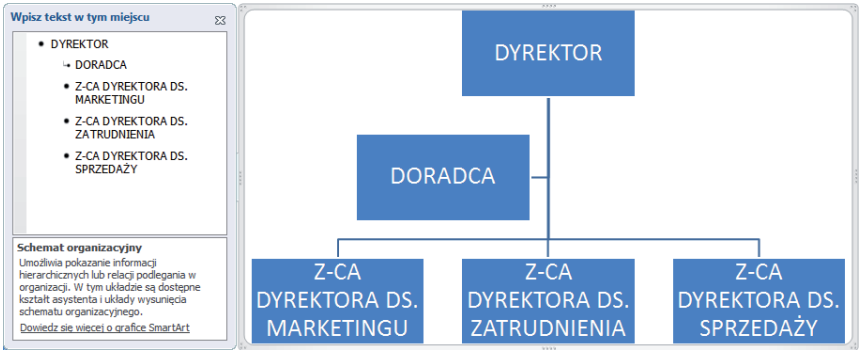 Wpisz tekst w tym miejscu
DYREKTOR
DORADCA
Z-CA DYREKTORA DS.
MARKETINGU
Z-CA DYREKTORA DS.
ZATRUDNIENIA
Z-CA DYREKTORA DS.
SPRZEDAŻY
Schemat organizacyjny
Umożliwia pokazanie informacji
hierarchicznych lub relacji podlegania w
organizacji. W tym układzie są dostępne
kształt asystenta i układy wysunięcia
schematu organizacyjnego.
Dowiedz się więcej o grafice SmartArt
DYREKTOR
DORADCA
Z-CA
DYREKTORA DS.
MARKETINGU
Z-CA
DYREKTORA DS.
ZATRUDNIENIA
Z-CA
DYREKTORA DS.
SPRZEDAŻY